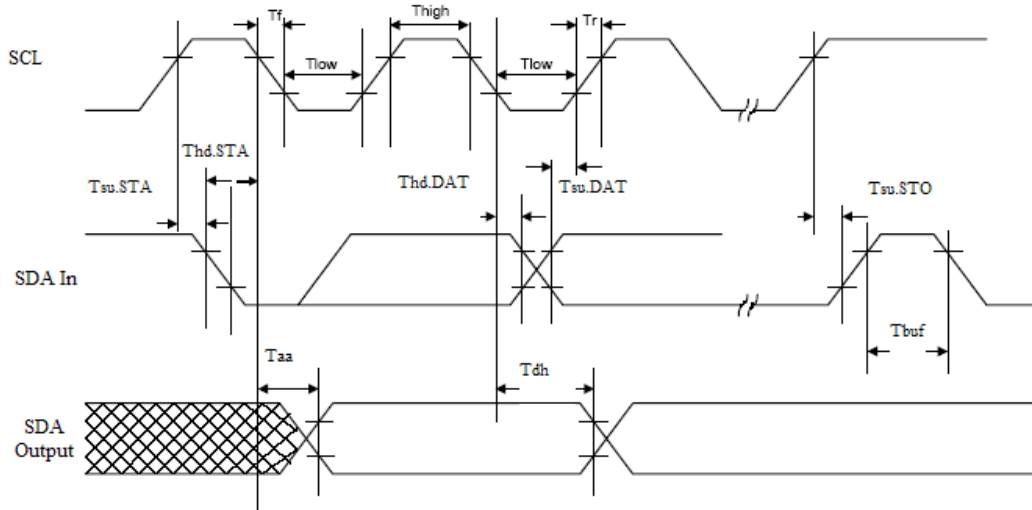 Tf
Thigh
Tr
SCL
Tlow
Tlow
Thd.STA
Tsu.STA
Thd.DAT
Tsu.DAT
Tsu.STO
SDA In
Tbuf
Taa
Tdh
SDA
Output